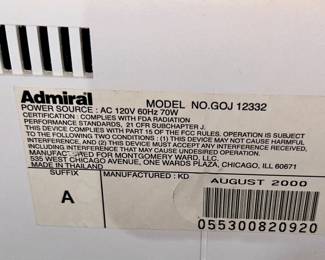 Admiral MODEL NO.GOJ 12332
POWER SOURCE : AC 120V 60Hz 70W
CERTIFICATION : COMPLIES WITH FDA RADIATION
PERFORMANCE STANDARDS, 21 CFR SUBCHAPTER J.
THIS DEVICE COMPLIES WITH PART 15 OF THE FCC RULES. OPERATION IS SUBJECT
TO THE FOLLOWING TWO CONDITIONS : (1) THIS DEVICE MAY NOT CAUSE HARMFUL
INTERFERENCE, AND (2) THIS DEVICE MUST ACCEPT ANY INTERFERENCE
RECEIVED, INCLUDING INTERFERENCE THAT MAY CAUSE UNDESIRED OPERATION.
MANUFACTURED FOR MONTGOMERY WARD, LLC.
535 WEST CHICAGO AVENUE, ONE WARDS PLAZA, CHICAGO, ILL 60671
MADE IN THAILAND
SUFFIX MANUFACTURED : KD
A AUGUST 2000
055300820920